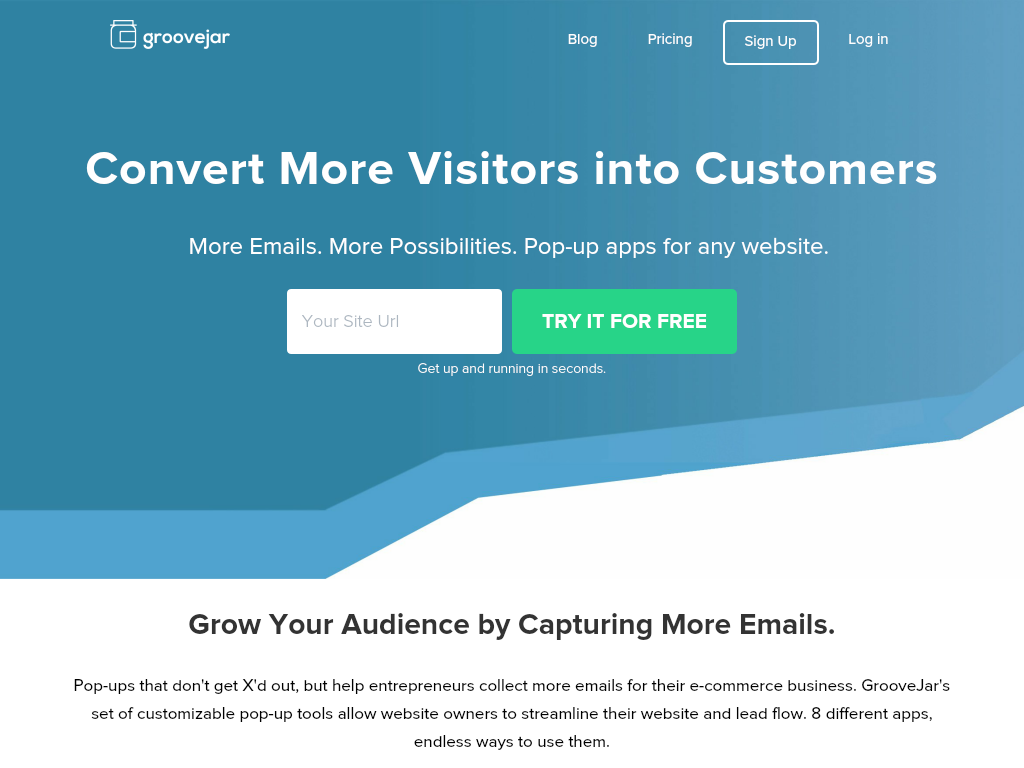 groovejar
Blog
Pricing
Sign Up
Log in
Convert More Visitors into Customers
More Emails. More Possibilities. Pop-up apps for any website.
Your Site Url
TRY IT FOR FREE
Get up and running in seconds.
Grow Your Audience by Capturing More Emails.
Pop-ups that don't get X'd out, but help entrepreneurs collect more emails for their e-commerce business. GrooveJar's
set of customizable pop-up tools allow website owners to streamline their website and lead flow. 8 different apps,
endless ways to use them.